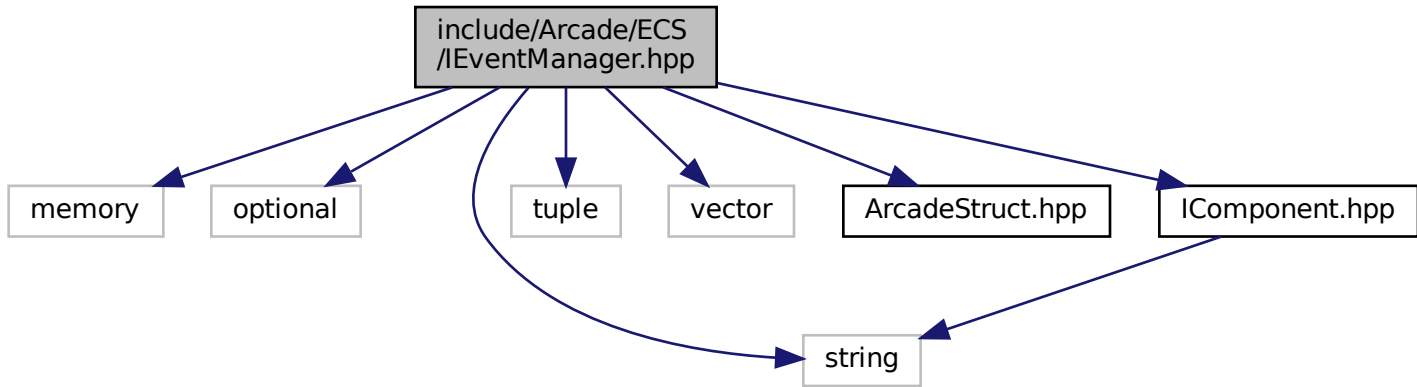 include/Arcade/ECS
/IEventManager.hpp
memory
optional
tuple
vector
ArcadeStruct.hpp
IComponent.hpp
string